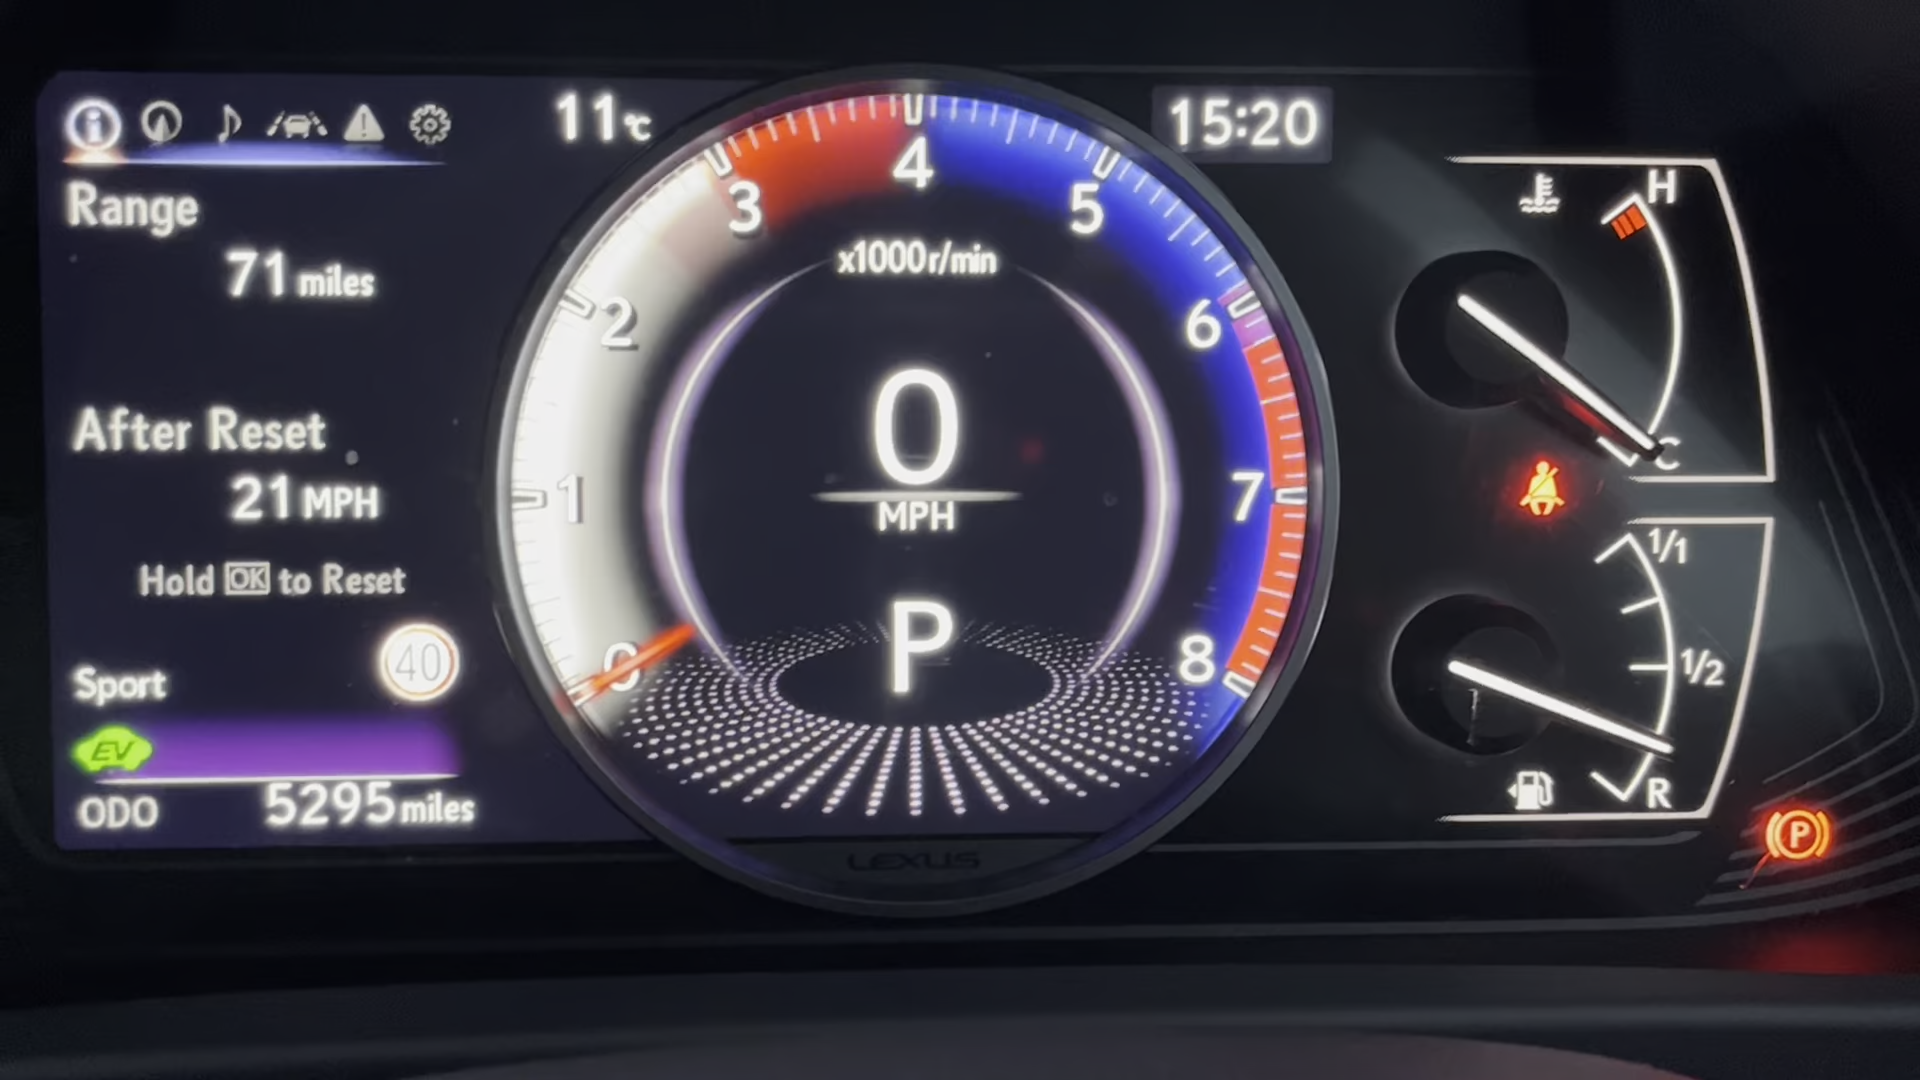 11°C
15:20
Range
71 miles
After Reset
21 MPH
Hold OK to Reset
Sport
40
EV
ODO 5295 miles
0
1
2
3
4
5
6
7
8
x1000r/min
0
MPH
P
LEXUS
H
C
1/1
1/2
R
P